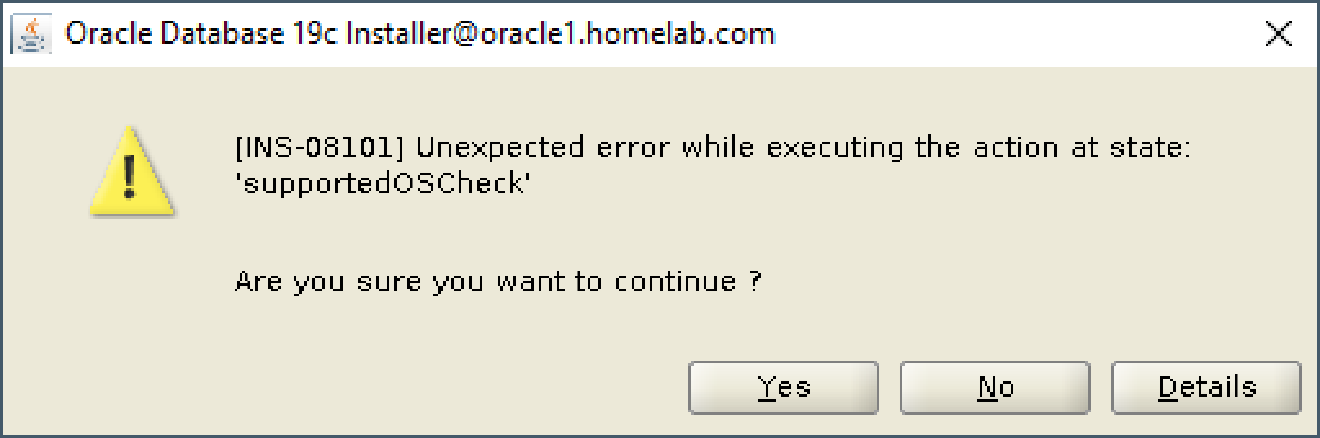 Oracle Database 19c Installer@oracle1.homelab.com
[INS-08101] Unexpected error while executing the action at state:
'supportedOSCheck'
Are you sure you want to continue ?
Yes No Details